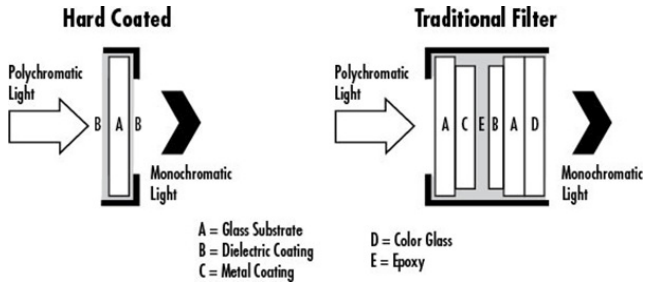 Hard Coated
Traditional Filter
Polychromatic
Light
B A B
Monochromatic
Light
Polychromatic
Light
A C E B A D
Monochromatic
Light
A = Glass Substrate
B = Dielectric Coating
C = Metal Coating
D = Color Glass
E = Epoxy